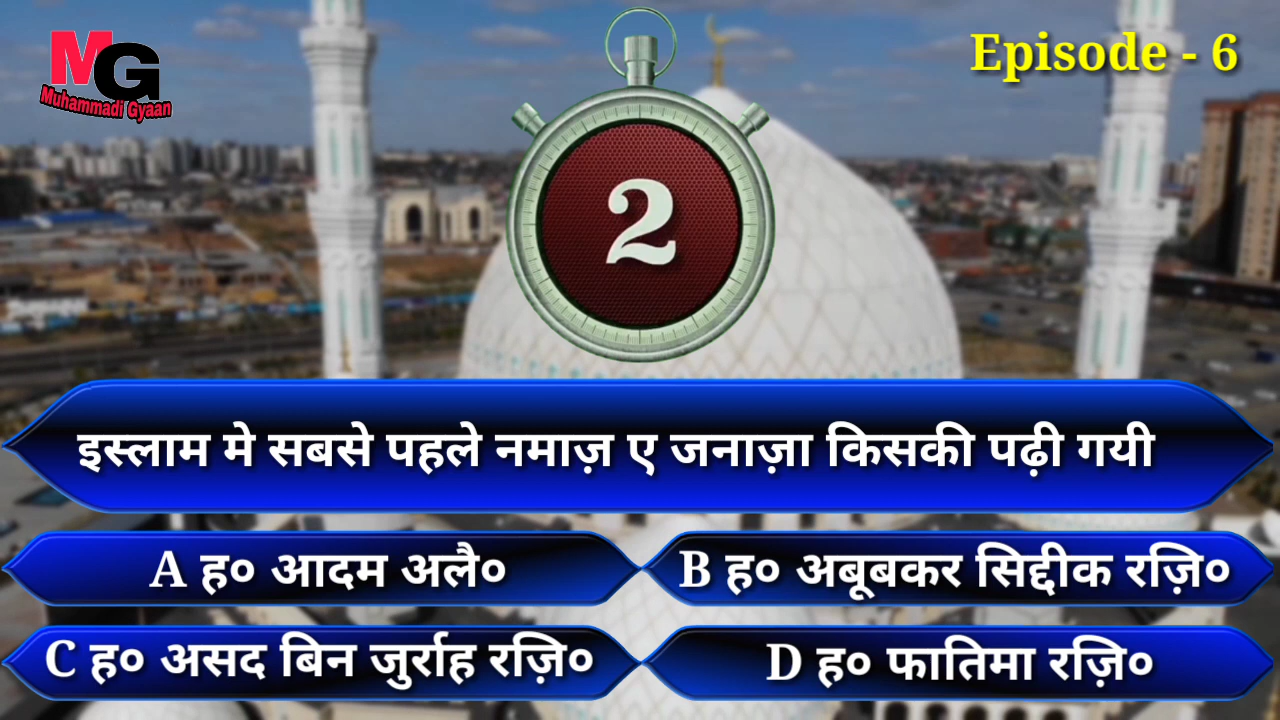 MG
Muhammadi Gyaan
Episode - 6
2
इस्लाम मे सबसे पहले नमाज़ ए जनाज़ा किसकी पढ़ी गयी
A ह० आदम अलै०
B ह० अबूबकर सिद्दीक रज़ि०
C ह० असद बिन जुर्राह रज़ि०
D ह० फातिमा रज़ि०